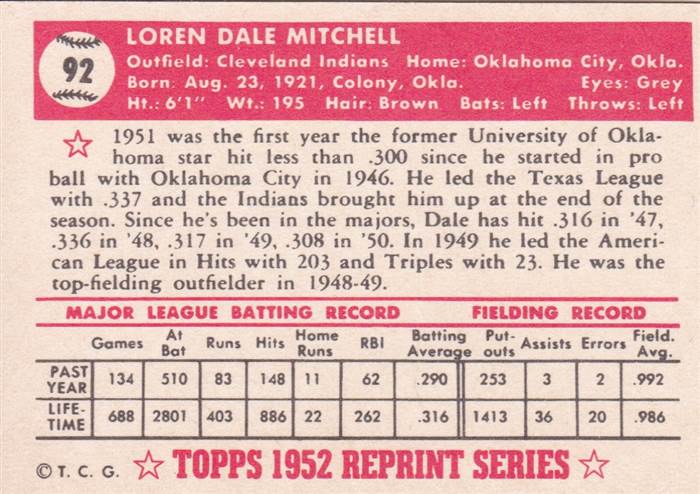 92
LOREN DALE MITCHELL
Outfield: Cleveland Indians Home: Oklahoma City, Okla.
Born: Aug. 23, 1921, Colony, Okla. Eyes: Grey
Ht.: 6'1" Wt.: 195 Hair: Brown Bats: Left Throws: Left
1951 was the first year the former University of Okla-
homa star hit less than .300 since he started in pro
ball with Oklahoma City in 1946. He led the Texas League
with .337 and the Indians brought him up at the end of the
season. Since he's been in the majors, Dale has hit .316 in '47,
.336 in '48, .317 in '49, .308 in '50. In 1949 he led the Ameri-
can League in Hits with 203 and Triples with 23. He was the
top-fielding outfielder in 1948-49.
MAJOR LEAGUE BATTING RECORD FIELDING RECORD
Games At Bat Runs Hits Home Runs RBI Batting Average Put-outs Assists Errors Field. Avg.
PAST YEAR 134 510 83 148 11 62 .290 253 3 2 .992
LIFE-TIME 688 2801 403 886 22 262 .316 1413 36 20 .986
© T. C. G. ☆ TOPPS 1952 REPRINT SERIES ☆